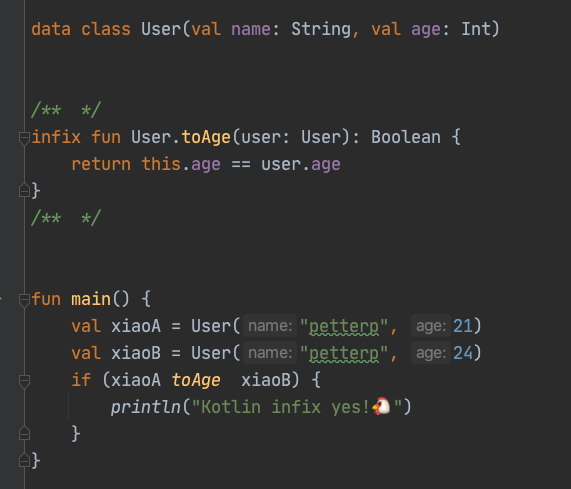 data class User(val name: String, val age: Int)
/**  */
infix fun User.toAge(user: User): Boolean {
    return this.age == user.age
}
/**  */
fun main() {
    val xiaoA = User( name: "petterp",  age: 21)
    val xiaoB = User( name: "petterp",  age: 24)
    if (xiaoA toAge  xiaoB) {
        println("Kotlin infix yes!🐔")
    }
}